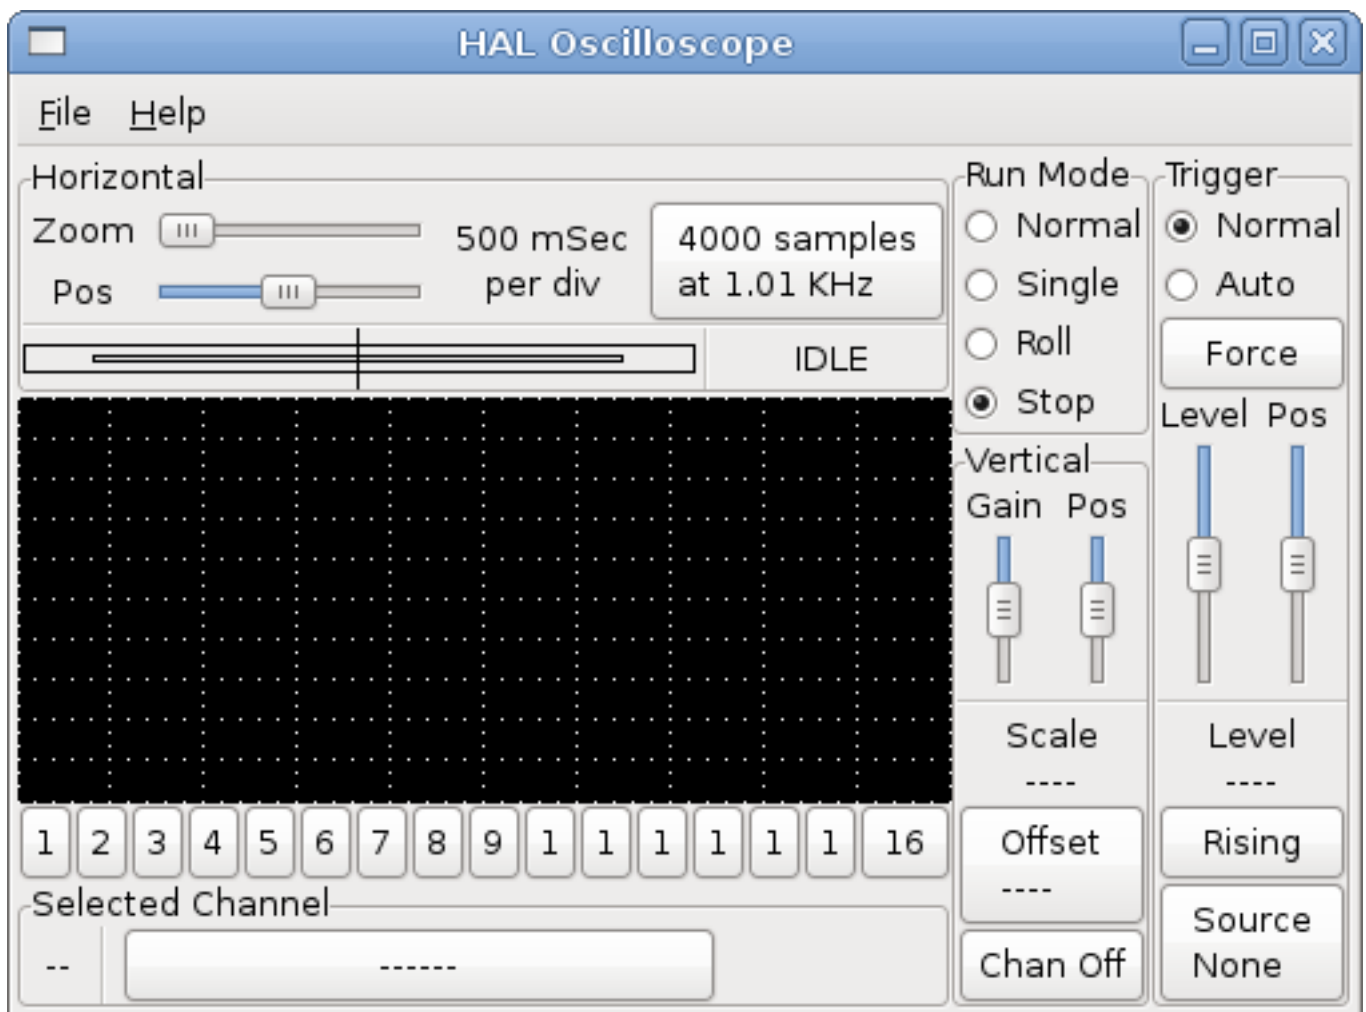 HAL Oscilloscope
File Help
Horizontal
Zoom
Pos
500 mSec
per div
4000 samples
at 1.01 KHz
IDLE
Run Mode
Normal
Single
Roll
Stop
Trigger
Normal
Auto
Force
Level Pos
Vertical
Gain Pos
Scale
----
Offset
----
Chan Off
Level
----
Rising
Source
None
1 2 3 4 5 6 7 8 9 1 1 1 1 1 1 16
Selected Channel
-- ------